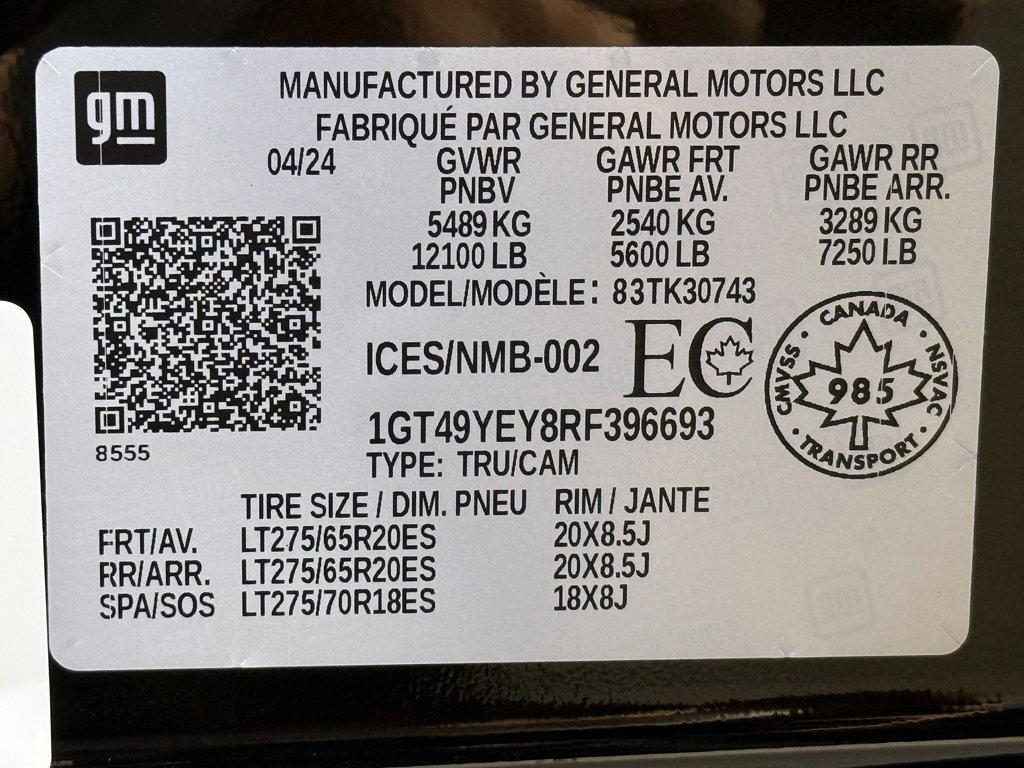 gm
MANUFACTURED BY GENERAL MOTORS LLC
FABRIQUÉ PAR GENERAL MOTORS LLC
04/24 GVWR GAWR FRT GAWR RR
PNBV PNBE AV. PNBE ARR.
5489 KG 2540 KG 3289 KG
12100 LB 5600 LB 7250 LB
MODEL/MODÈLE: 83TK30743
ICES/NMB-002 EC
CANADA
CMVSS 985 NSVAC
TRANSPORT
1GT49YEY8RF396693
8555
TYPE: TRU/CAM
TIRE SIZE / DIM. PNEU RIM / JANTE
FRT/AV. LT275/65R20ES 20X8.5J
RR/ARR. LT275/65R20ES 20X8.5J
SPA/SOS LT275/70R18ES 18X8J